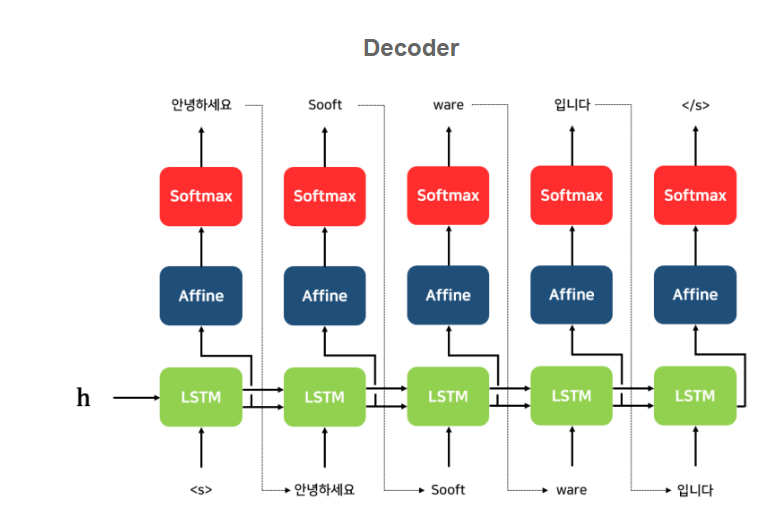 Decoder
안녕하세요 Sooft ware 입니다 </s>
Softmax Softmax Softmax Softmax Softmax
Affine Affine Affine Affine Affine
h LSTM LSTM LSTM LSTM LSTM
<s> 안녕하세요 Sooft ware 입니다